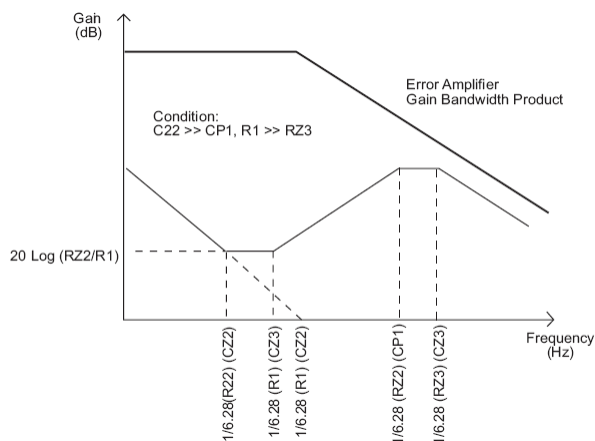 Gain
(dB)
Error Amplifier
Gain Bandwidth Product
Condition:
C22 >> CP1, R1 >> RZ3
20 Log (RZ2/R1)
Frequency
(Hz)
1/6.28(R22) (CZ2)
1/6.28 (R1) (CZ3)
1/6.28 (R1) (CZ2)
1/6.28 (RZ2) (CP1)
1/6.28 (RZ3) (CZ3)